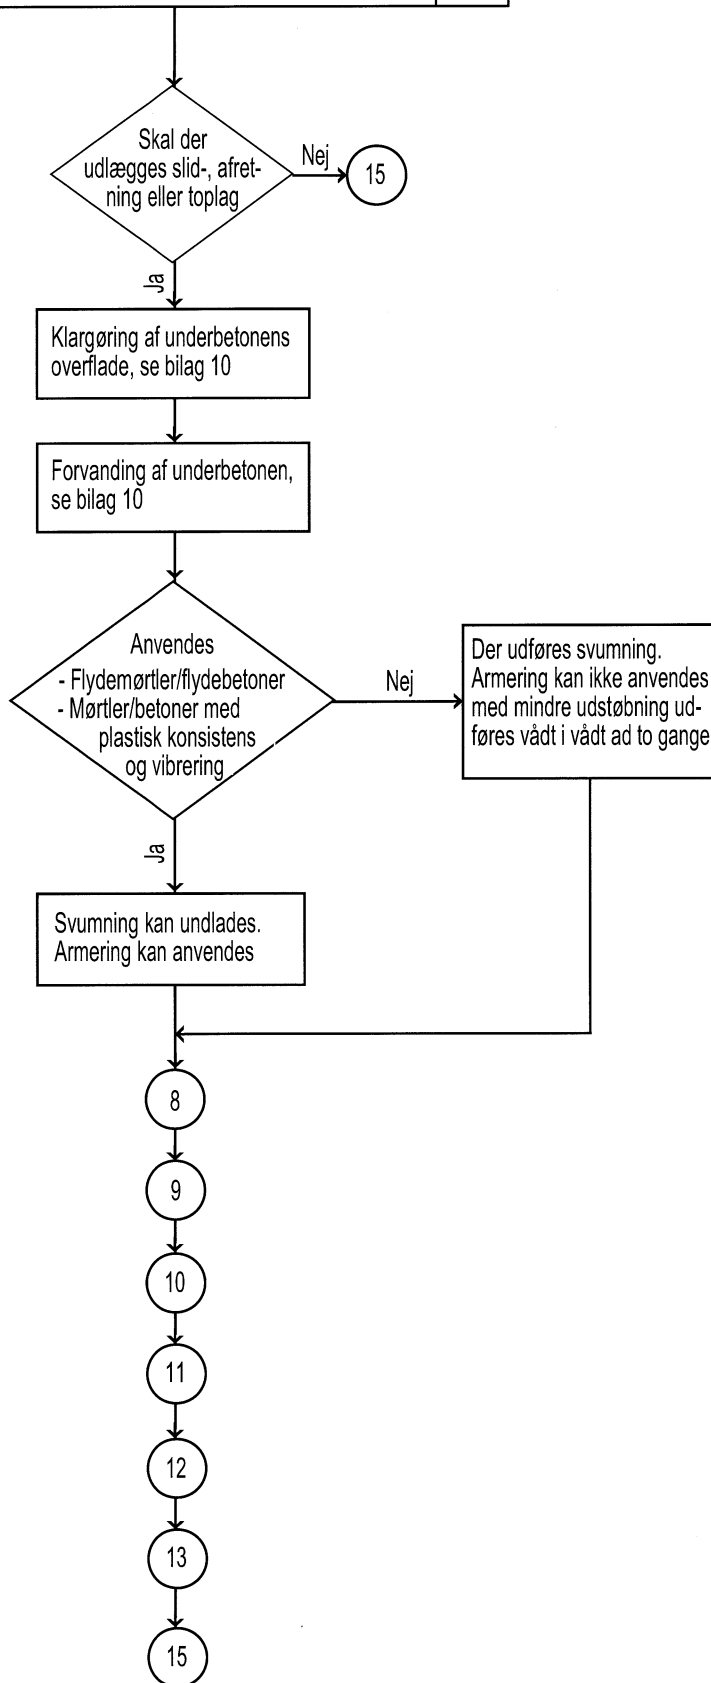 Skal der
udlægges slid-, afret-
ning eller toplag
Nej
15
Ja
Klargøring af underbetonens
overflade, se bilag 10
Forvanding af underbetonen,
se bilag 10
Anvendes
- Flydemørtler/flydebetoner
- Mørtler/betoner med
plastisk konsistens
og vibrering
Nej
Der udføres svumning.
Armering kan ikke anvendes
med mindre udstøbning ud-
føres vådt i vådt ad to gange
Ja
Svumning kan undlades.
Armering kan anvendes
8
9
10
11
12
13
15